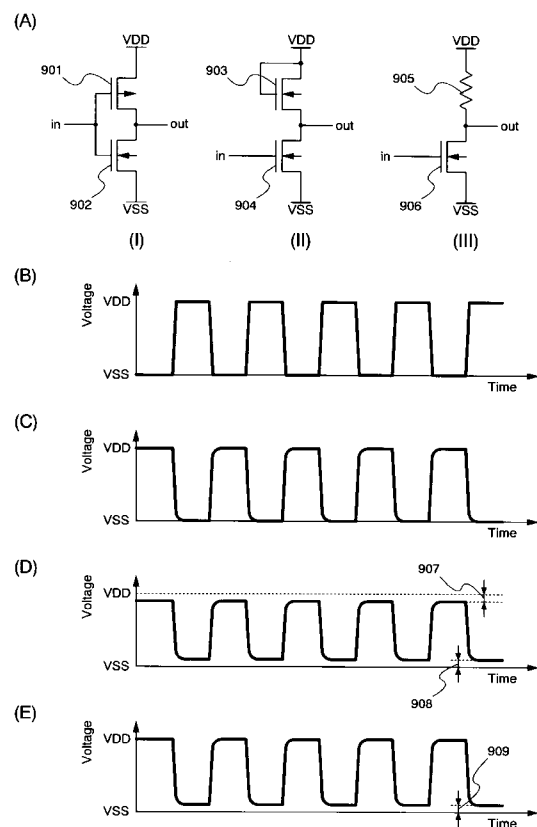 (A)
VDD VDD VDD
901 903 905
in out in out in out
902 904 906
VSS VSS VSS
(I) (II) (III)
(B)
Voltage
VDD
VSS
Time
(C)
Voltage
VDD
VSS
Time
(D)
Voltage
907
VDD
VSS
Time
908
(E)
Voltage
VDD
909
VSS
Time